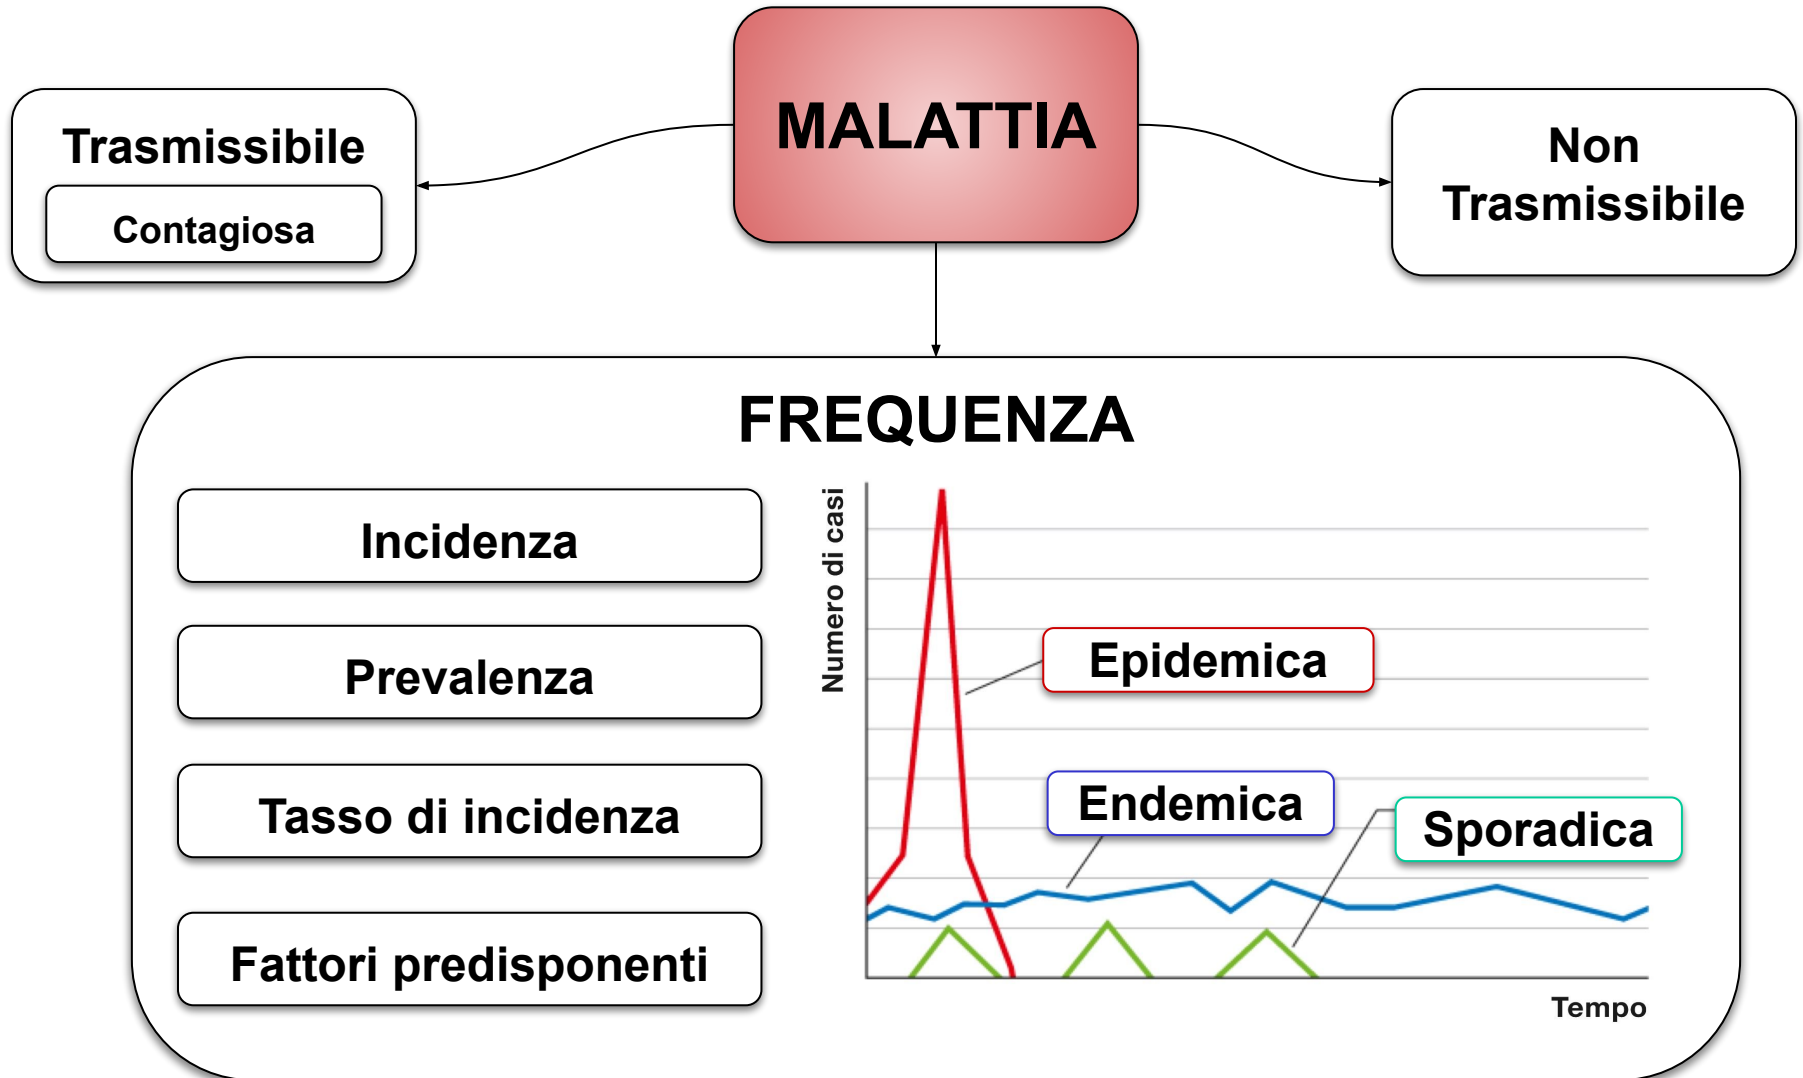 MALATTIA
Trasmissibile
Contagiosa
Non
Trasmissibile
FREQUENZA
Incidenza
Prevalenza
Tasso di incidenza
Fattori predisponenti
Numero di casi
Epidemica
Endemica
Sporadica
Tempo